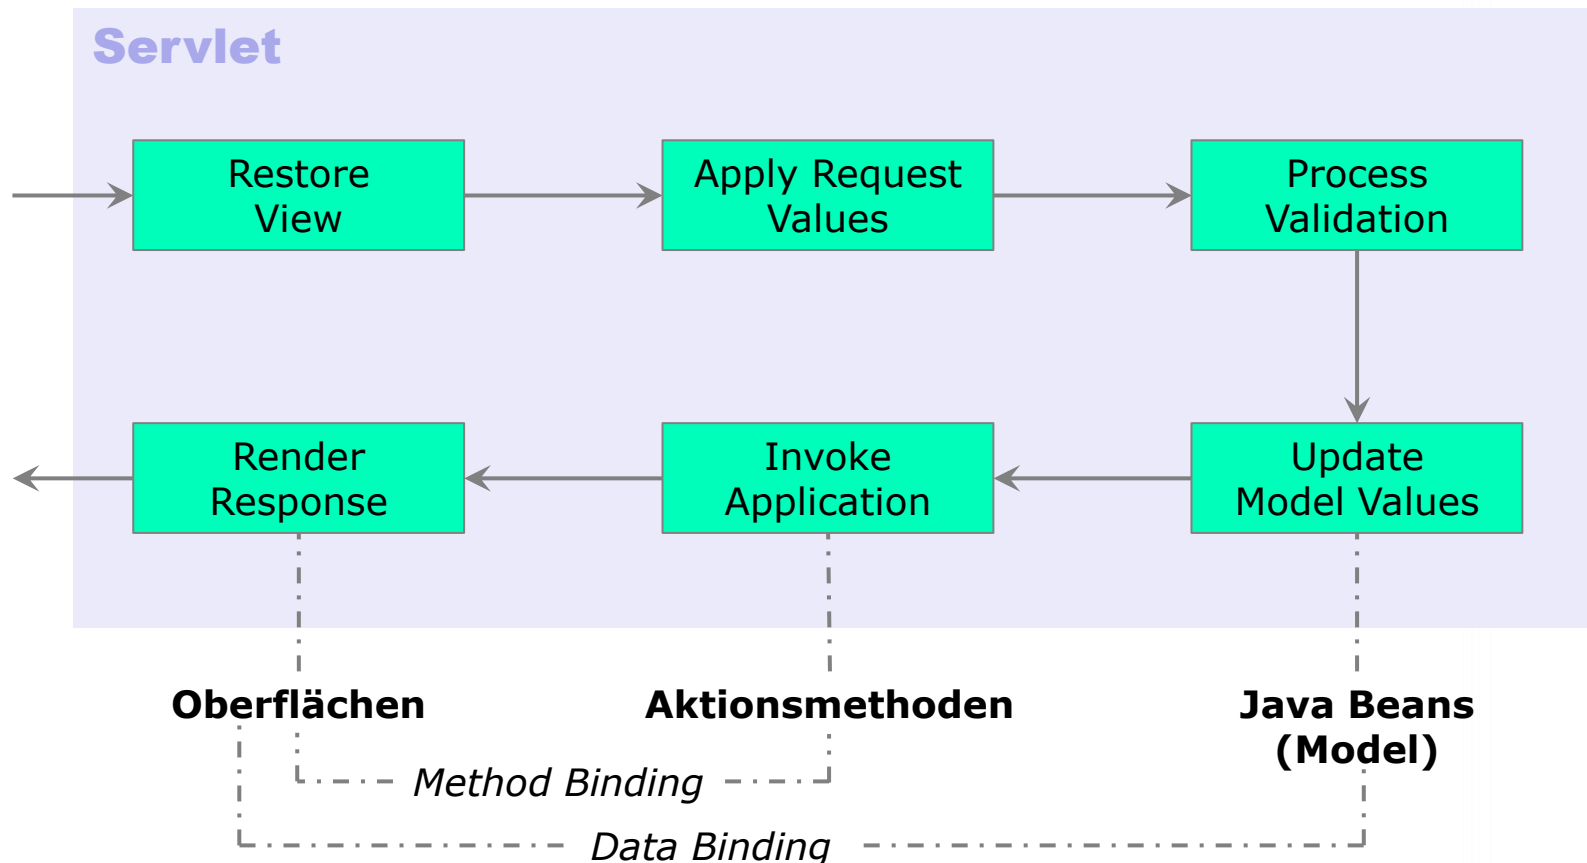 Servlet
Restore
View
Apply Request
Values
Process
Validation
Render
Response
Invoke
Application
Update
Model Values
Oberflächen
Aktionsmethoden
Java Beans
(Model)
Method Binding
Data Binding